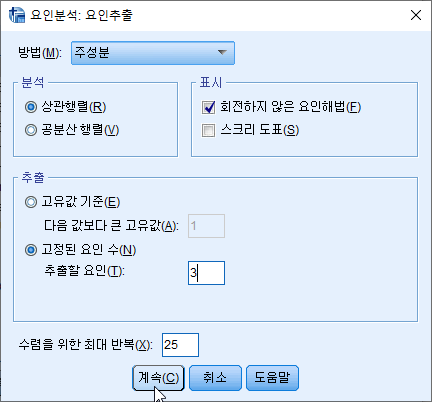 요인분석: 요인추출
방법(M): 주성분
분석
상관행렬(R)
공분산 행렬(V)
표시
회전하지 않은 요인해법(F)
스크리 도표(S)
추출
고유값 기준(E)
다음 값보다 큰 고유값(A): 1
고정된 요인 수(N)
추출할 요인(T): 3
수렴을 위한 최대 반복(X): 25
계속(C) 취소 도움말